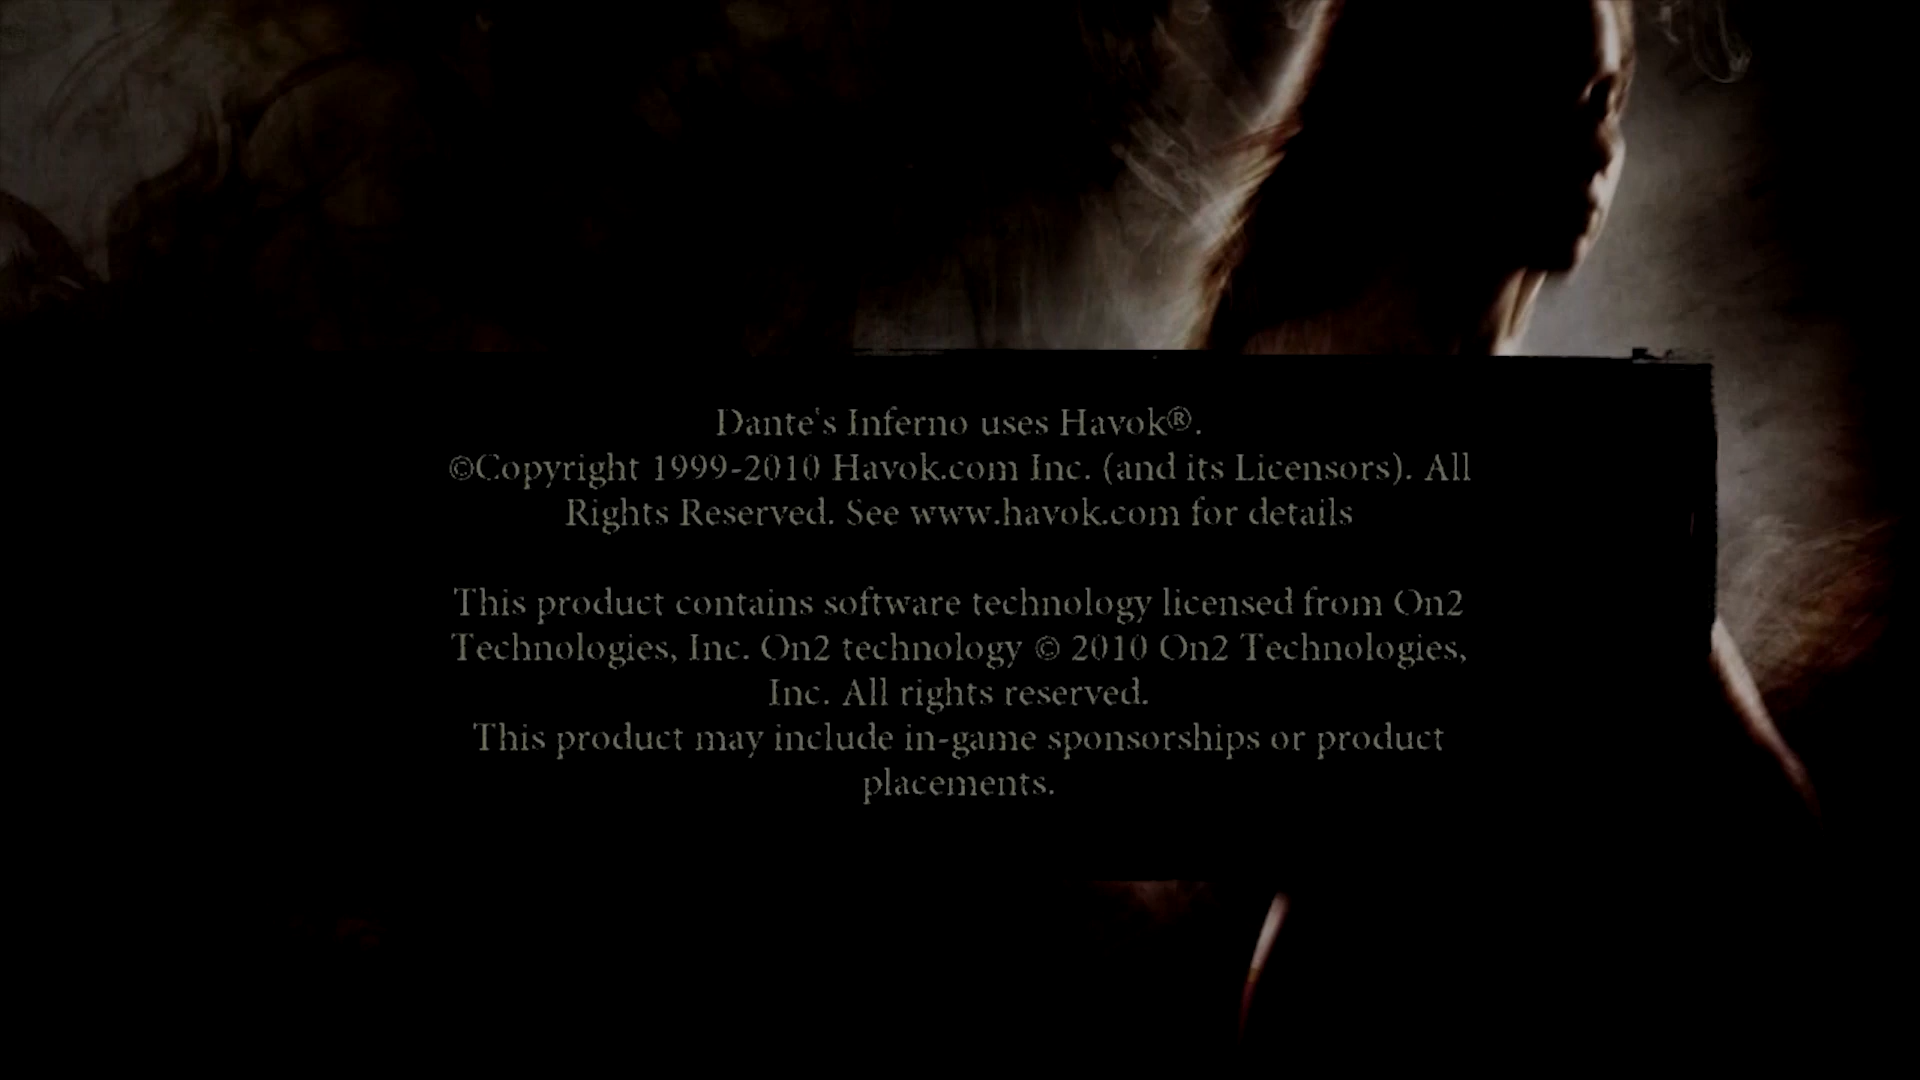 Dante's Inferno uses Havok®.
©Copyright 1999-2010 Havok.com Inc. (and its Licensors). All
Rights Reserved. See www.havok.com for details
This product contains software technology licensed from On2
Technologies, Inc. On2 technology © 2010 On2 Technologies,
Inc. All rights reserved.
This product may include in-game sponsorships or product
placements.